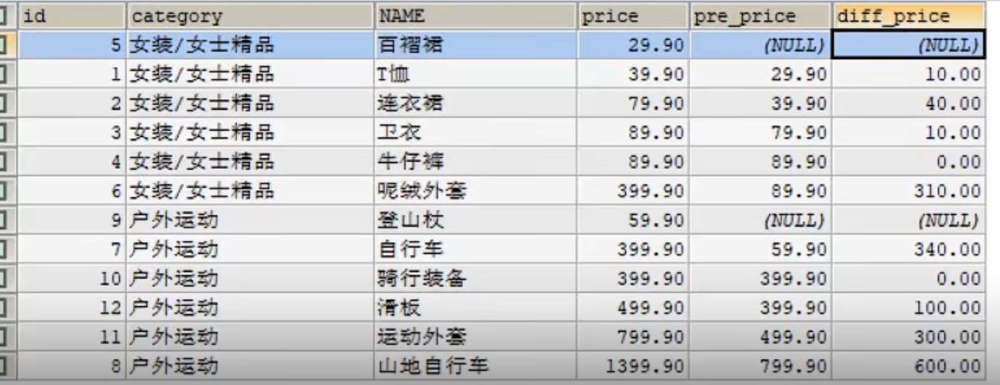 id category NAME price pre_price diff_price
5 女装/女士精品 百褶裙 29.90 (NULL) (NULL)
1 女装/女士精品 T恤 39.90 29.90 10.00
2 女装/女士精品 连衣裙 79.90 39.90 40.00
3 女装/女士精品 卫衣 89.90 79.90 10.00
4 女装/女士精品 牛仔裤 89.90 89.90 0.00
6 女装/女士精品 呢绒外套 399.90 89.90 310.00
9 户外运动 登山杖 59.90 (NULL) (NULL)
7 户外运动 自行车 399.90 59.90 340.00
10 户外运动 骑行装备 399.90 399.90 0.00
12 户外运动 滑板 499.90 399.90 100.00
11 户外运动 运动外套 799.90 499.90 300.00
8 户外运动 山地自行车 1399.90 799.90 600.00